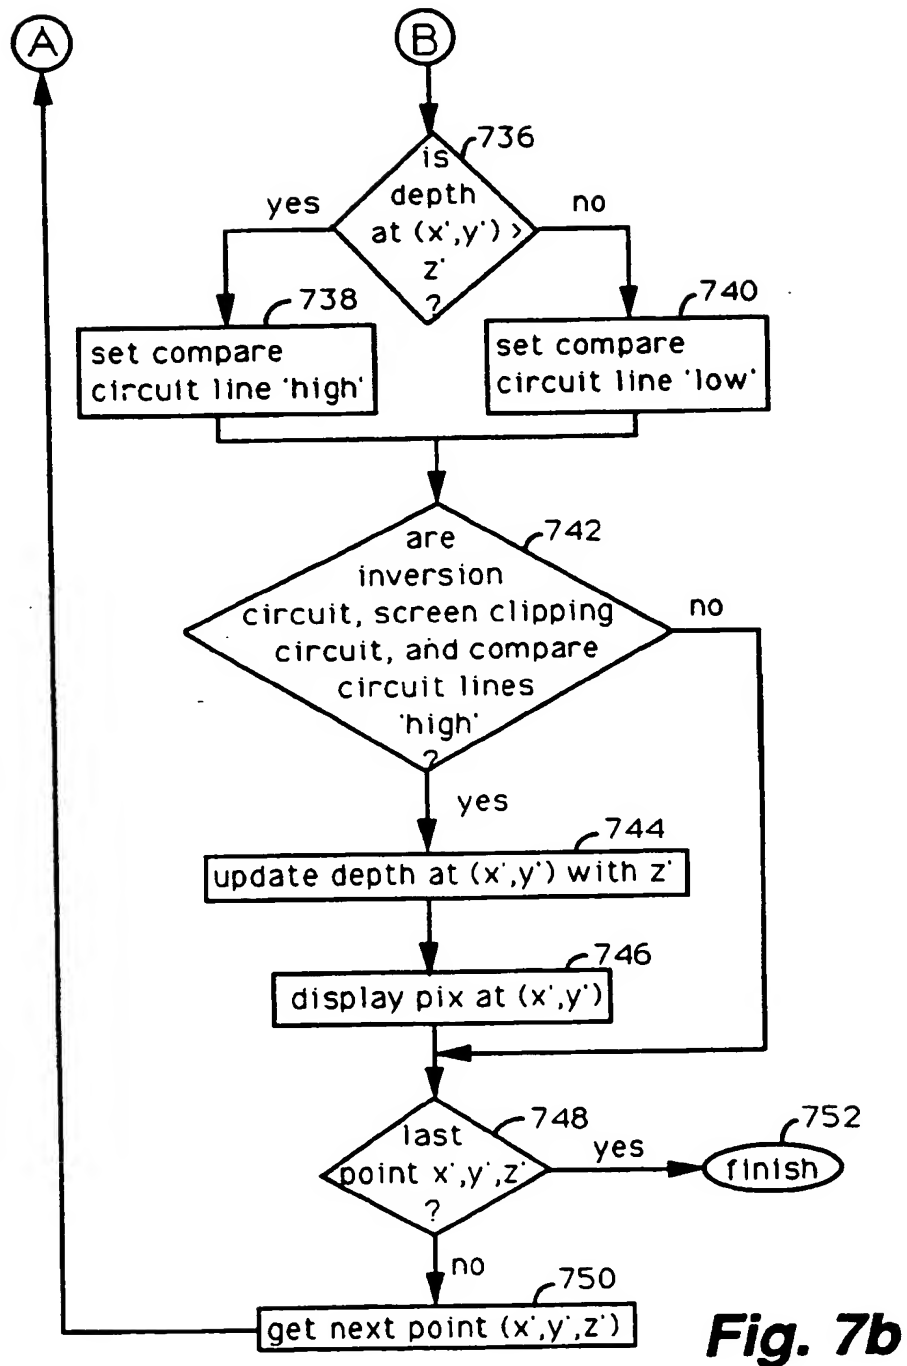 A
B
736
is
depth
at (x',y') >
z'
?
yes
no
738
set compare
circuit line 'high'
740
set compare
circuit line 'low'
742
are
inversion
circuit, screen clipping
circuit, and compare
circuit lines
'high'
?
no
yes
744
update depth at (x',y') with z'
746
display pix at (x',y')
748
last
point x',y',z'
?
yes
752
finish
no
750
get next point (x',y',z')
Fig. 7b